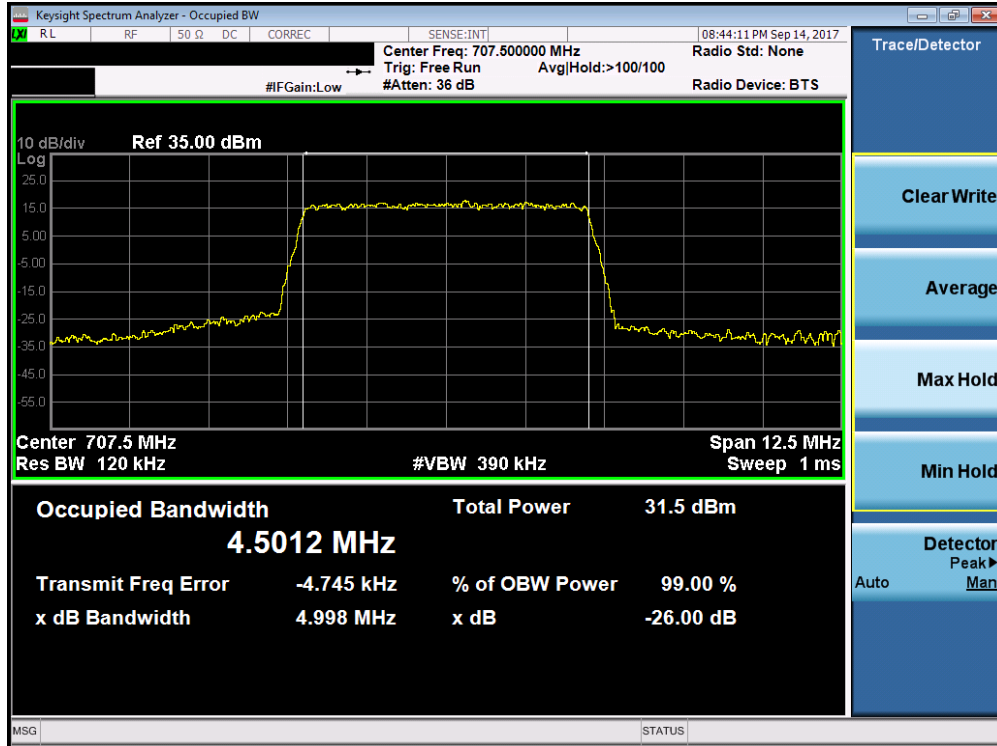 Keysight Spectrum Analyzer - Occupied BW
LXI RL RF 50 Ω DC CORREC SENSE:INT 08:44:11 PM Sep 14, 2017
Center Freq: 707.500000 MHz Radio Std: None
Trig: Free Run Avg|Hold:>100/100
#IFGain:Low #Atten: 36 dB Radio Device: BTS
10 dB/div Ref 35.00 dBm
Log
25.0
15.0
5.00
-5.00
-15.0
-25.0
-35.0
-45.0
-55.0
Center 707.5 MHz Span 12.5 MHz
Res BW 120 kHz #VBW 390 kHz Sweep 1 ms
Occupied Bandwidth Total Power 31.5 dBm
4.5012 MHz
Transmit Freq Error -4.745 kHz % of OBW Power 99.00 %
x dB Bandwidth 4.998 MHz x dB -26.00 dB
MSG STATUS
Trace/Detector
Clear Write
Average
Max Hold
Min Hold
Detector
Peak▶
Auto Man